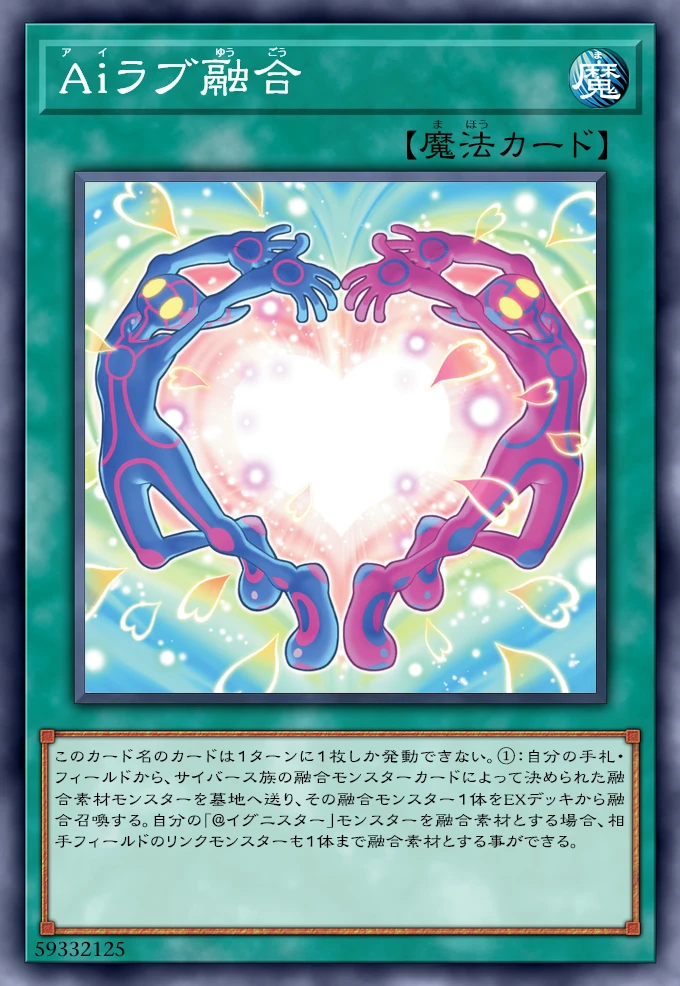 Aiラブ融合
魔
【魔法カード】
このカード名のカードは1ターンに1枚しか発動できない。①:自分の手札・
フィールドから、サイバース族の融合モンスターカードによって決められた融
合素材モンスターを墓地へ送り、その融合モンスター1体をEXデッキから融
合召喚する。自分の「@イグニスター」モンスターを融合素材とする場合、相
手フィールドのリンクモンスターも1体まで融合素材とする事ができる。
59332125